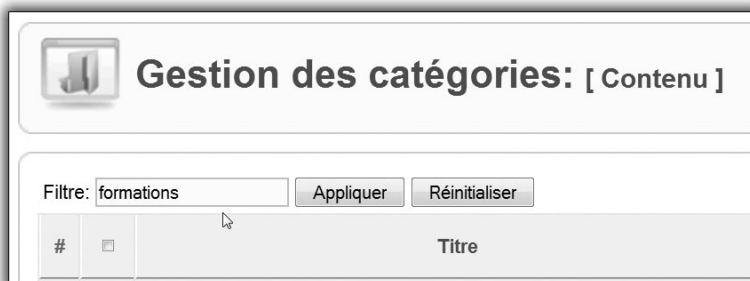 Gestion des catégories: [ Contenu ]
Filtre: formations Appliquer Réinitialiser
# Titre